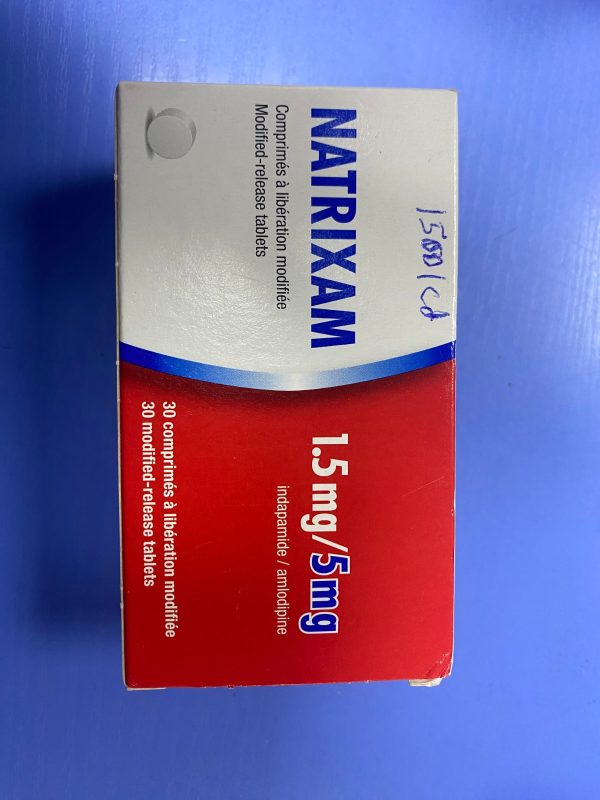 NATRIXAM 1.5 mg/5 mg
indapamide / amlodipine
Comprimés à libération modifiée
Modified-release tablets
30 comprimés à libération modifiée
30 modified-release tablets